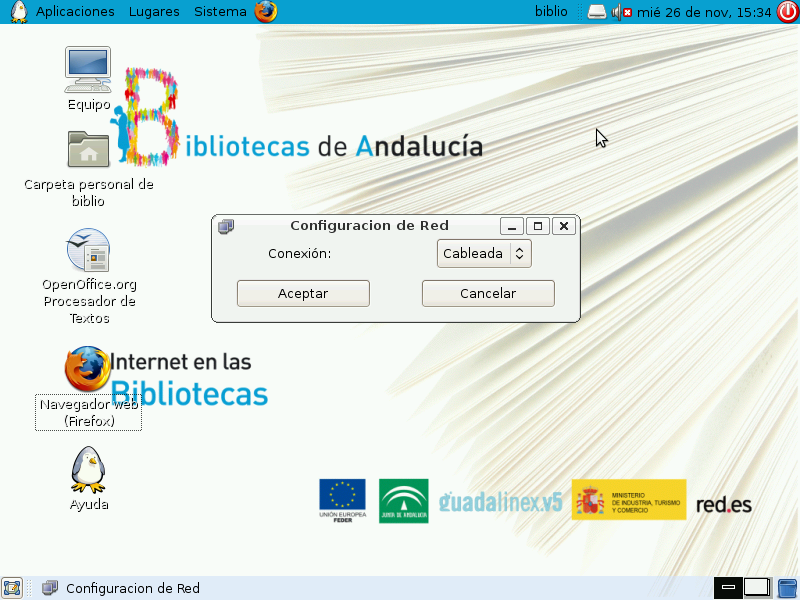 Aplicaciones Lugares Sistema biblio mié 26 de nov, 15:34
Equipo
Bibliotecas de Andalucía
Carpeta personal de
biblio
Configuracion de Red
Conexión: Cableada
Aceptar Cancelar
OpenOffice.org
Procesador de
Textos
Internet en las
Bibliotecas
Navegador web
(Firefox)
Ayuda
UNIÓN EUROPEA
FEDER
JUNTA DE ANDALUCIA
guadalinex.v5
MINISTERIO
DE INDUSTRIA, TURISMO
Y COMERCIO
red.es
Configuracion de Red